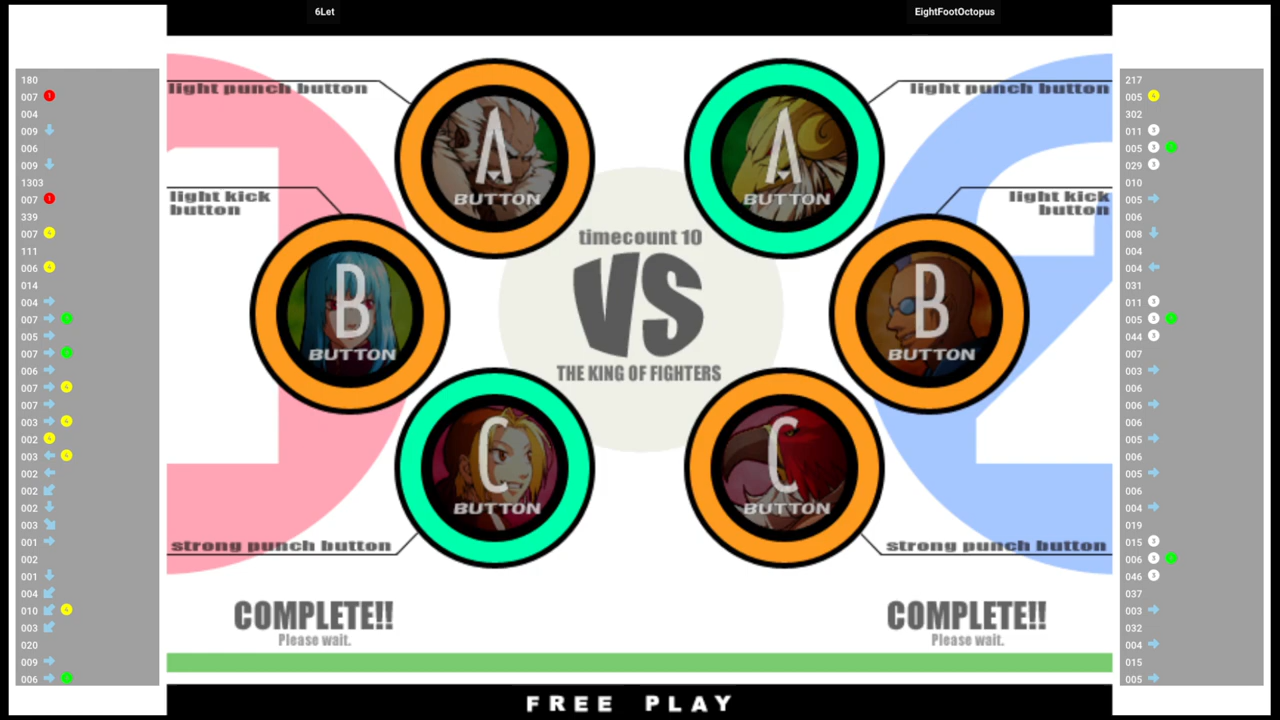 6Let
EightFootOctopus
180
007
004
009
006
009
1303
007
339
007
111
006
014
004
007
005
007
006
007
007
003
002
003
002
002
002
003
001
002
001
004
010
003
020
009
006
light punch button
light kick
button
strong punch button
A
BUTTON
B
BUTTON
C
BUTTON
timecount 10
VS
THE KING OF FIGHTERS
A
BUTTON
B
BUTTON
C
BUTTON
light punch button
light kick
button
strong punch button
COMPLETE!!
Please wait.
COMPLETE!!
Please wait.
FREE PLAY
217
005
302
011
005
029
010
005
006
008
004
004
031
011
005
044
007
003
006
006
006
005
006
005
006
004
019
015
006
046
037
003
032
004
015
005